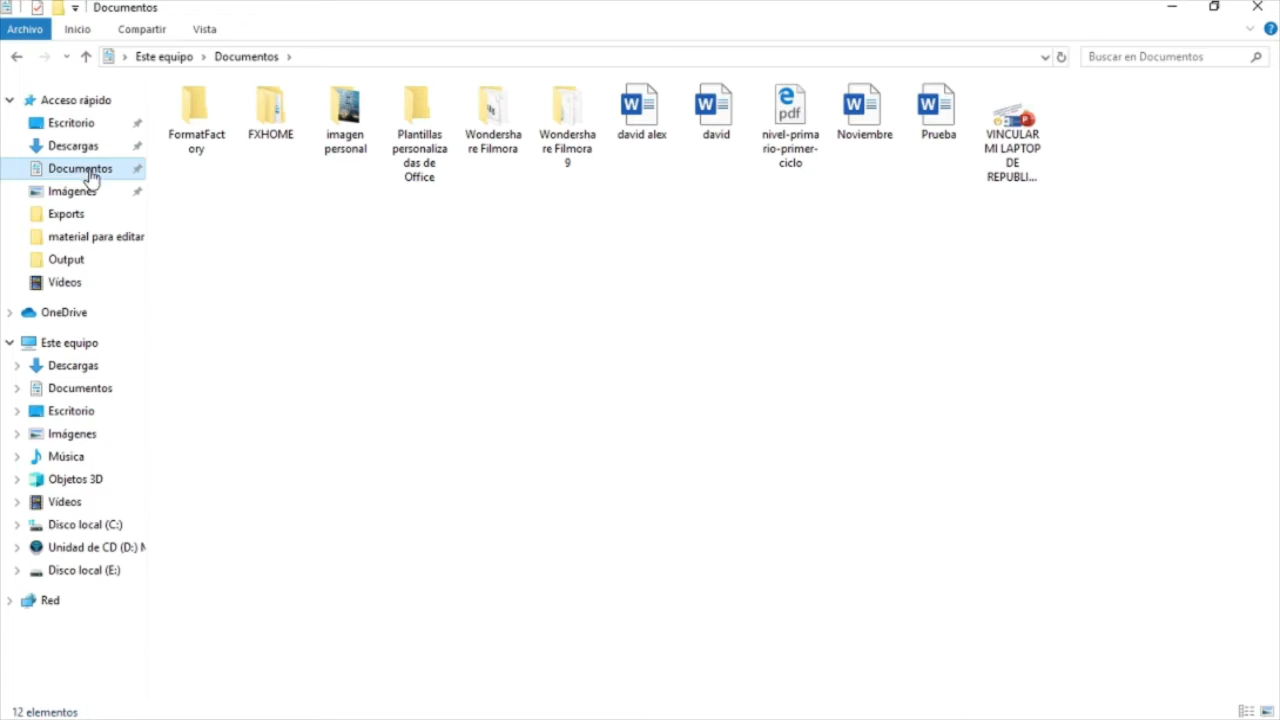 Documentos
Archivo Inicio Compartir Vista
Este equipo Documentos
Buscar en Documentos
Acceso rápido
Escritorio
Descargas
Documentos
Imágenes
Exports
material para editar
Output
Vídeos
OneDrive
Este equipo
Descargas
Documentos
Escritorio
Imágenes
Música
Objetos 3D
Vídeos
Disco local (C:)
Unidad de CD (D:) M
Disco local (E:)
Red
FormatFact
ory
FXHOME
imagen
personal
Plantillas
personaliza
das de
Office
Wondersha
re Filmora
Wondersha
re Filmora
9
david alex
david
pdf
nivel-prima
rio-primer-
ciclo
Noviembre
Prueba
VINCULAR
MI LAPTOP
DE
REPUBLI...
12 elementos